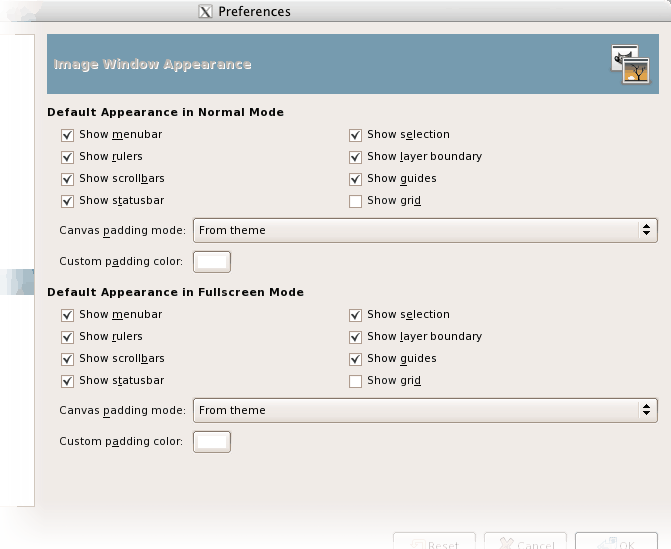 Preferences
Image Window Appearance
Default Appearance in Normal Mode
Show menubar
Show selection
Show rulers
Show layer boundary
Show scrollbars
Show guides
Show statusbar
Show grid
Canvas padding mode: From theme
Custom padding color:
Default Appearance in Fullscreen Mode
Show menubar
Show selection
Show rulers
Show layer boundary
Show scrollbars
Show guides
Show statusbar
Show grid
Canvas padding mode: From theme
Custom padding color:
Reset Cancel OK